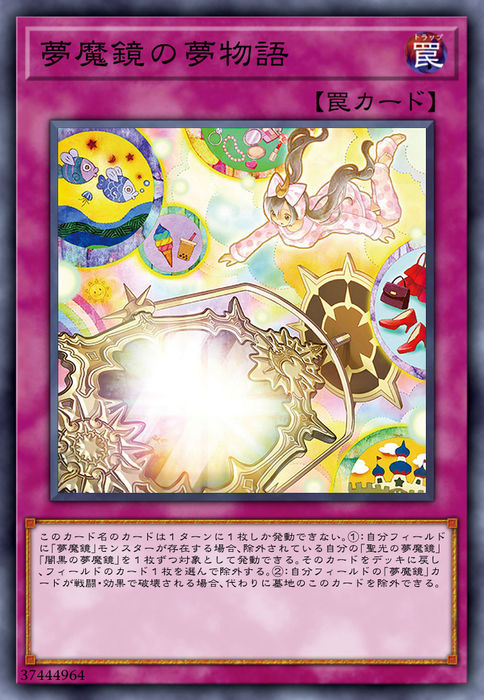 夢魔鏡の夢物語
トラップ
罠
【罠カード】
このカード名のカードは1ターンに1枚しか発動できない。①:自分フィールド
に「夢魔鏡」モンスターが存在する場合、除外されている自分の「聖光の夢魔鏡」
「闇黒の夢魔鏡」を1枚ずつ対象として発動できる。そのカードをデッキに戻し
、フィールドのカード1枚を選んで除外する。②:自分フィールドの「夢魔鏡」カ
ードが戦闘・効果で破壊される場合、代わりに墓地のこのカードを除外できる。
37444964